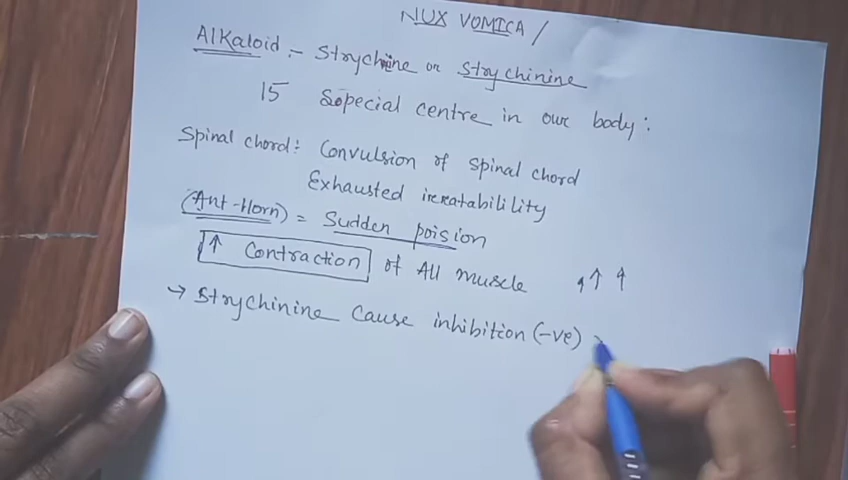 NUX VOMICA /
Alkaloid :- Strychine or Strychinine
15 Sopecial centre in our body :
Spinal chord : Convulsion of spinal chord
Exhausted irreatabilility
(Ant-Horn) = Sudden poision
↑ Contraction of All muscle ↑ ↑ ↑
→ Strychinine cause inhibition (-ve)